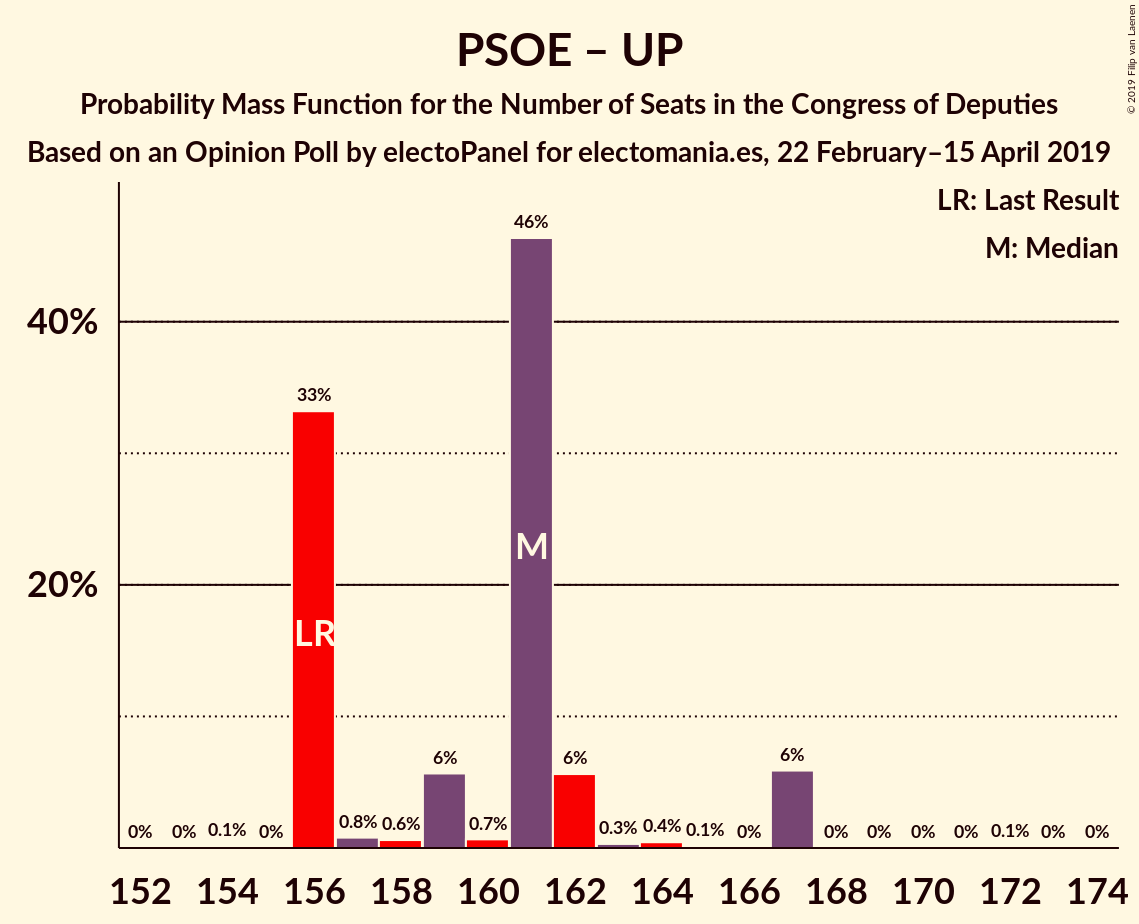 PSOE – UP
Probability Mass Function for the Number of Seats in the Congress of Deputies
Based on an Opinion Poll by electoPanel for electomania.es, 22 February–15 April 2019
© 2019 Filip van Laenen
LR: Last Result
M: Median
40%
20%
0% 0% 0.1% 0% 33% 0.8% 0.6% 6% 0.7% 46% 6% 0.3% 0.4% 0.1% 0% 6% 0% 0% 0% 0% 0.1% 0% 0%
LR
M
152 154 156 158 160 162 164 166 168 170 172 174